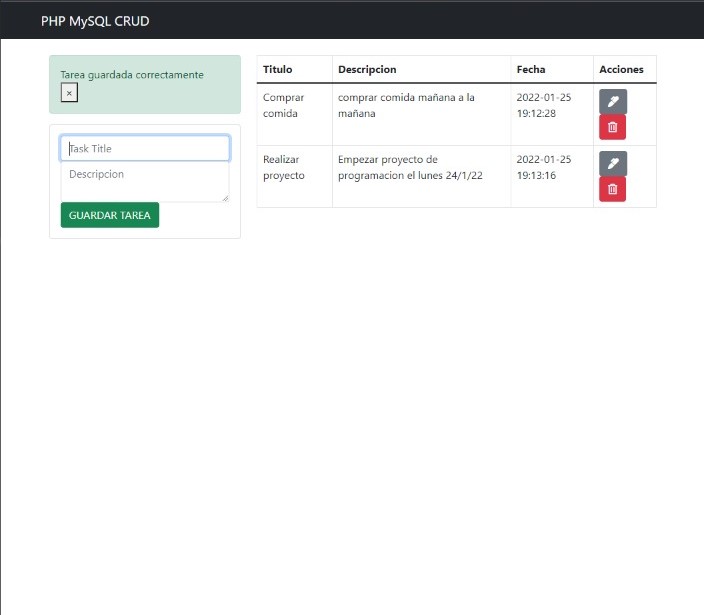 PHP MySQL CRUD
Tarea guardada correctamente
×
Task Title
Descripcion
GUARDAR TAREA
Titulo Descripcion Fecha Acciones
Comprar comprar comida mañana a la 2022-01-25
comida mañana 19:12:28
Realizar Empezar proyecto de 2022-01-25
proyecto programacion el lunes 24/1/22 19:13:16